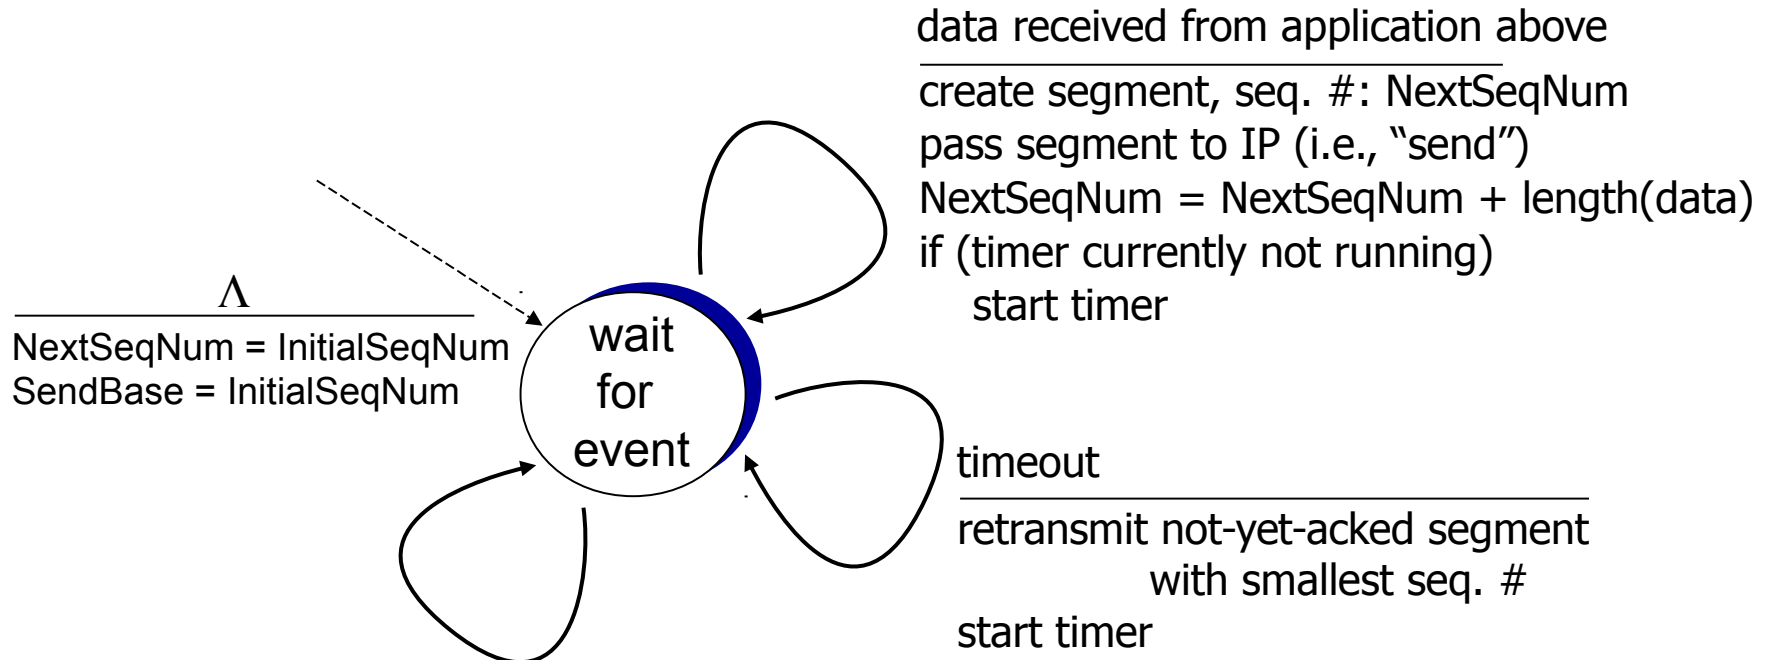 data received from application above
create segment, seq. #: NextSeqNum
pass segment to IP (i.e., “send”)
NextSeqNum = NextSeqNum + length(data)
if (timer currently not running)
start timer
Λ
NextSeqNum = InitialSeqNum
SendBase = InitialSeqNum
wait
for
event
timeout
retransmit not-yet-acked segment
with smallest seq. #
start timer